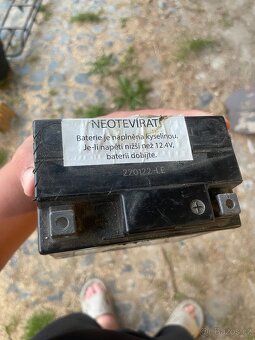 NEOTEVÍRAT!
Baterie je naplněna kyselinou.
Je-li napětí nižší než 12.4V,
baterii dobijte.
220122-LE